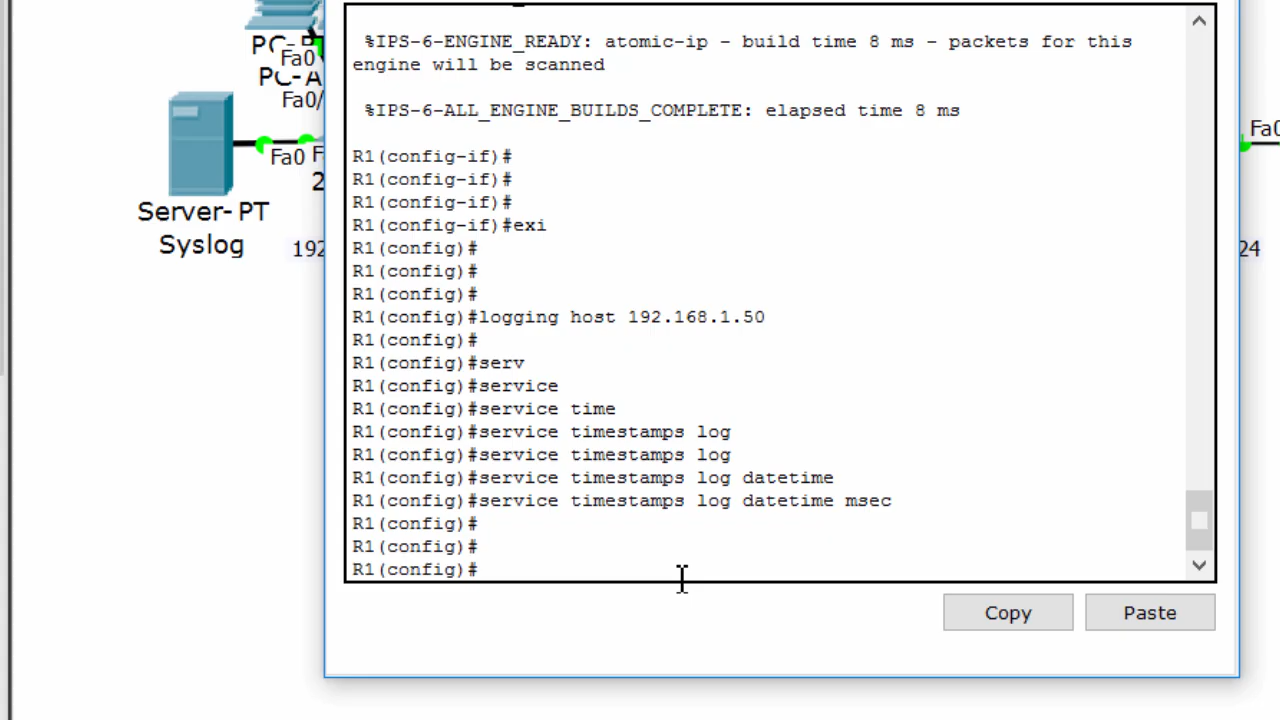 %IPS-6-ENGINE_READY: atomic-ip - build time 8 ms - packets for this
engine will be scanned
%IPS-6-ALL_ENGINE_BUILDS_COMPLETE: elapsed time 8 ms
R1(config-if)#
R1(config-if)#
R1(config-if)#
R1(config-if)#exi
R1(config)#
R1(config)#
R1(config)#
R1(config)#logging host 192.168.1.50
R1(config)#
R1(config)#serv
R1(config)#service
R1(config)#service time
R1(config)#service timestamps log
R1(config)#service timestamps log
R1(config)#service timestamps log datetime
R1(config)#service timestamps log datetime msec
R1(config)#
R1(config)#
R1(config)#
Copy
Paste
Fa0
PC-A
Fa0/
Fa0 F
2
Server-PT
Syslog
192
Fa0
24